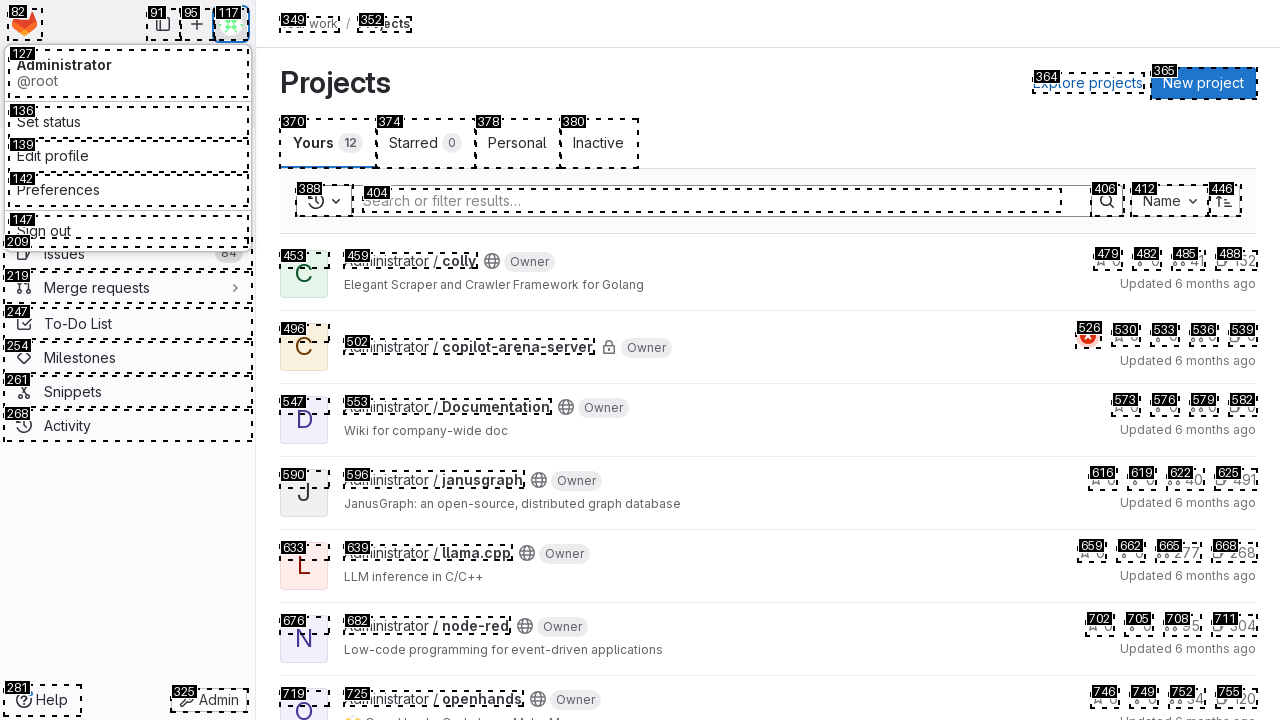 82
91
95
117
349
work
/
352
Projects
127
Administrator
@root
136
Set status
139
Edit profile
142
Preferences
147
Sign out
209
Issues
84
219
Merge requests
247
To-Do List
254
Milestones
261
Snippets
268
Activity
281
Help
325
Admin
Projects
364
Explore projects
365
New project
370
Yours 12
374
Starred 0
378
Personal
380
Inactive
388
404
Search or filter results…
406
412
Name
446
453
C
459
Administrator / colly
Owner
Elegant Scraper and Crawler Framework for Golang
479
482
485
488
Updated 6 months ago
496
C
502
Administrator / copilot-arena-server
Owner
526
530
533
536
539
Updated 6 months ago
547
D
553
Administrator / Documentation
Owner
Wiki for company-wide doc
573
576
579
582
Updated 6 months ago
590
J
596
Administrator / janusgraph
Owner
JanusGraph: an open-source, distributed graph database
616
619
622
40
625
491
Updated 6 months ago
633
L
639
Administrator / llama.cpp
Owner
LLM inference in C/C++
659
662
665
277
668
268
Updated 6 months ago
676
N
682
Administrator / node-red
Owner
Low-code programming for event-driven applications
702
705
708
95
711
304
Updated 6 months ago
719
O
725
Administrator / openhands
Owner
746
749
752
755